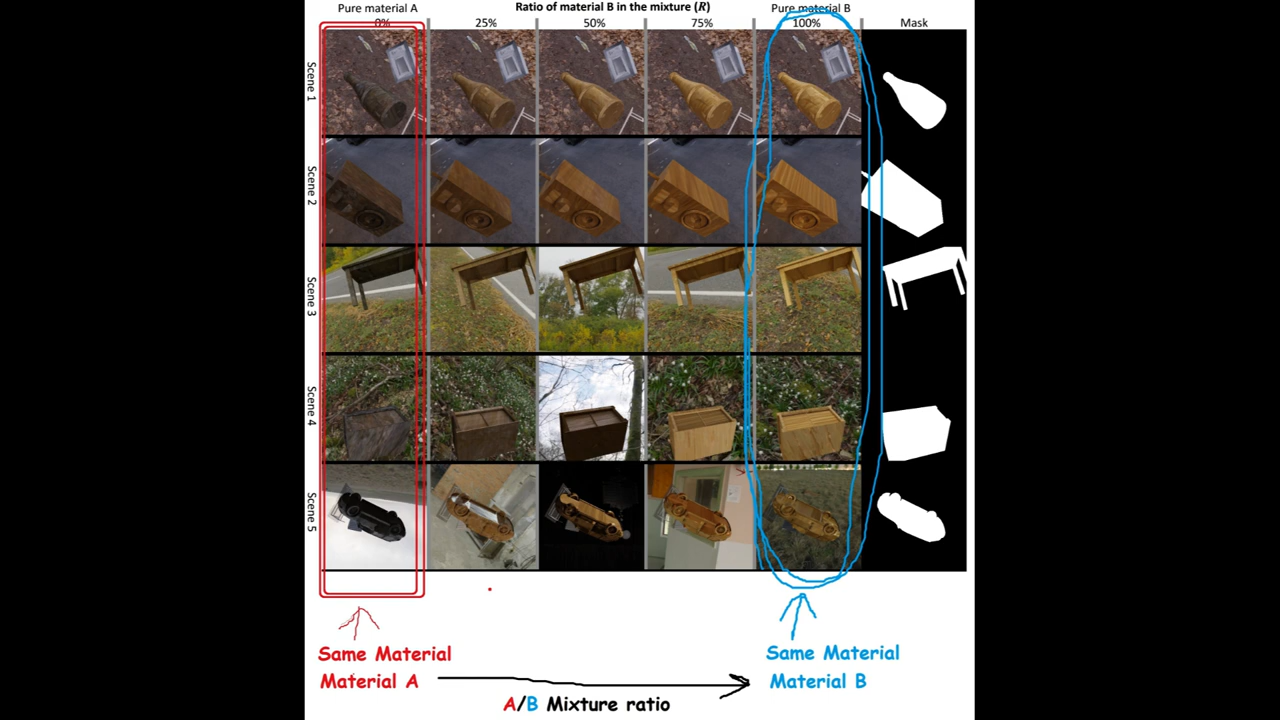 Pure material A Ratio of material B in the mixture (R) Pure material B
0% 25% 50% 75% 100% Mask
Scene 1
Scene 2
Scene 3
Scene 4
Scene 5
Same Material Same Material
Material A Material B
A/B Mixture ratio